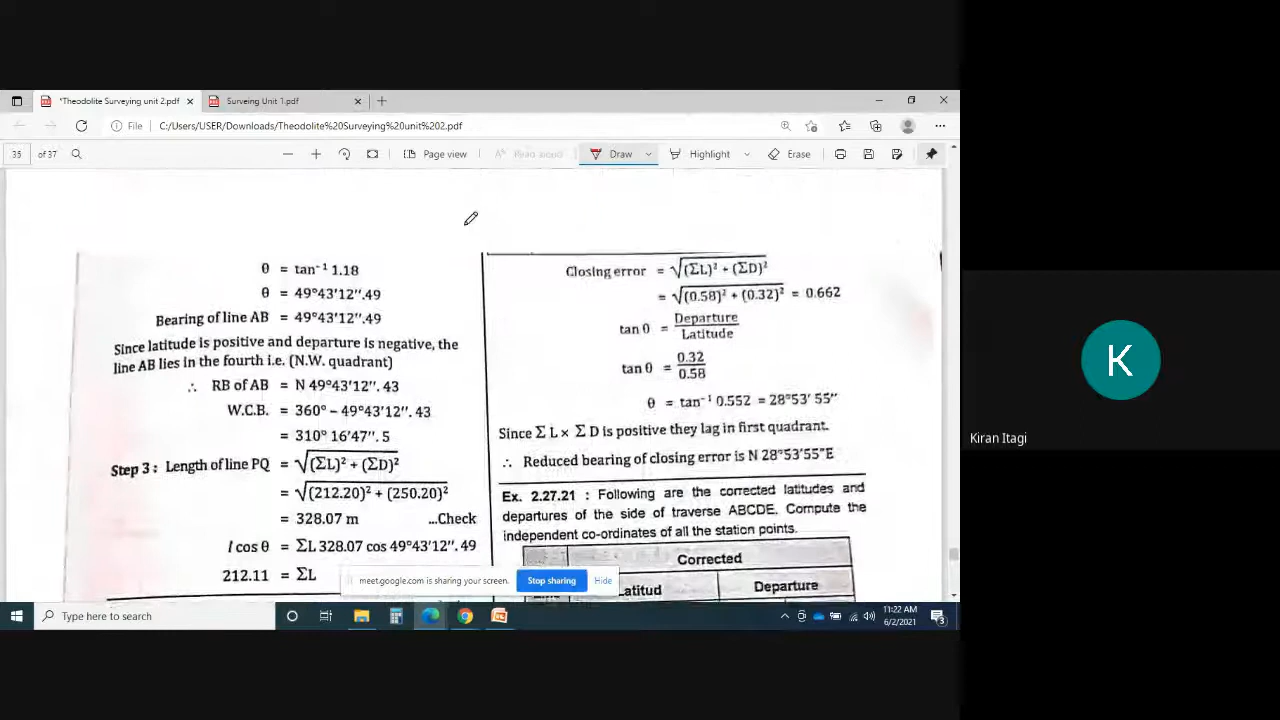 *Theodolite Surveying unit 2.pdf
Surveing Unit 1.pdf
File
C:/Users/USER/Downloads/Theodolite%20Surveying%20unit%202.pdf
35 of 37
Page view
Read aloud
Draw
Highlight
Erase
θ = tan⁻¹ 1.18
θ = 49°43'12".49
Bearing of line AB = 49°43'12".49
Since latitude is positive and departure is negative, the
line AB lies in the fourth i.e. (N.W. quadrant)
∴ RB of AB = N 49°43'12". 43
W.C.B. = 360° – 49°43'12". 43
= 310° 16'47". 5
Step 3 : Length of line PQ = √(ΣL)² + (ΣD)²
= √(212.20)² + (250.20)²
= 328.07 m ...Check
l cos θ = ΣL 328.07 cos 49°43'12". 49
212.11 = ΣL
Closing error = √(ΣL)² + (ΣD)²
= √(0.58)² + (0.32)² = 0.662
tan θ = Departure
Latitude
tan θ = 0.32
0.58
θ = tan⁻¹ 0.552 = 28°53' 55"
Since Σ L × Σ D is positive they lag in first quadrant.
∴ Reduced bearing of closing error is N 28°53'55"E
Ex. 2.27.21 : Following are the corrected latitudes and
departures of the side of traverse ABCDE. Compute the
independent co-ordinates of all the station points.
Corrected
Departure
meet.google.com is sharing your screen.
Stop sharing
Hide
Type here to search
11:22 AM
6/2/2021
3
K
Kiran Itagi